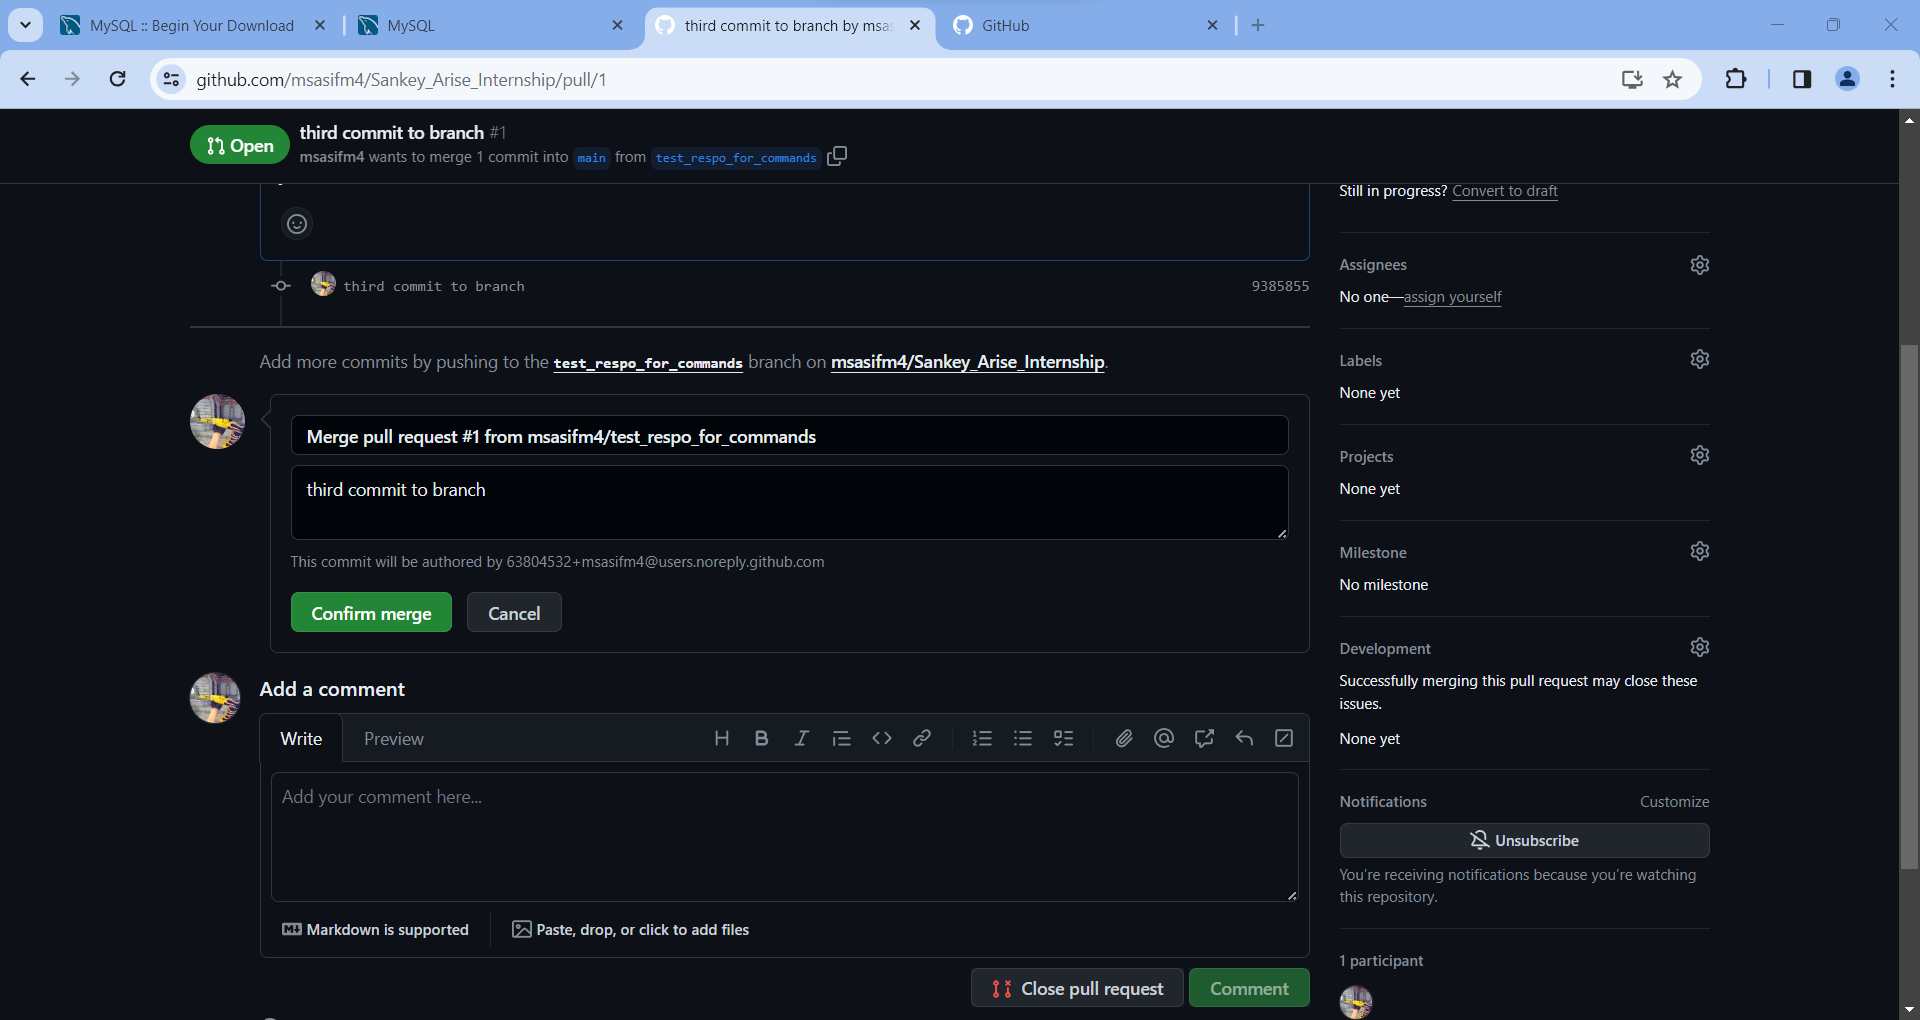 MySQL :: Begin Your Download
MySQL
third commit to branch by msas
GitHub
github.com/msasifm4/Sankey_Arise_Internship/pull/1
Open
third commit to branch #1
msasifm4 wants to merge 1 commit into main from test_respo_for_commands
Still in progress? Convert to draft
third commit to branch
9385855
Assignees
No one—assign yourself
Add more commits by pushing to the test_respo_for_commands branch on msasifm4/Sankey_Arise_Internship.
Labels
None yet
Merge pull request #1 from msasifm4/test_respo_for_commands
third commit to branch
This commit will be authored by 63804532+msasifm4@users.noreply.github.com
Confirm merge
Cancel
Projects
None yet
Milestone
No milestone
Development
Successfully merging this pull request may close these
issues.
None yet
Add a comment
Write
Preview
Add your comment here...
Markdown is supported
Paste, drop, or click to add files
Close pull request
Comment
Notifications
Customize
Unsubscribe
You're receiving notifications because you're watching
this repository.
1 participant